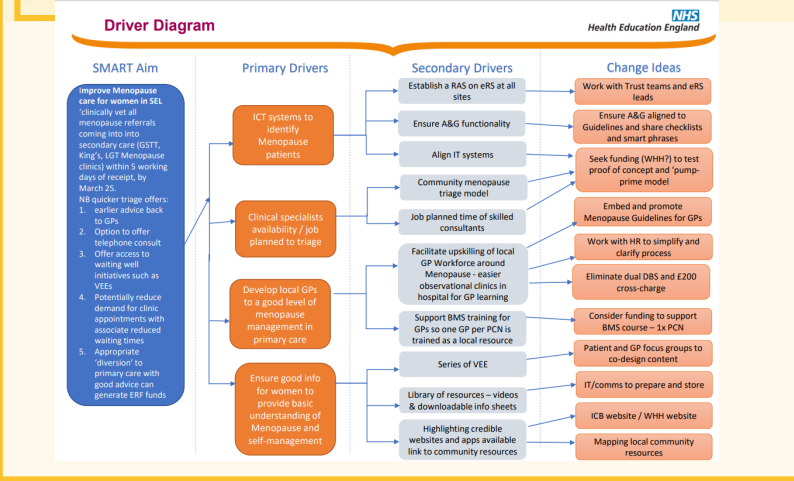 Driver Diagram
NHS
Health Education England
SMART Aim
Improve Menopause
care for women in SEL
'clinically vet all
menopause referrals
coming into into
secondary care (GSTT,
King's, LGT Menopause
clinics) within 5 working
days of receipt, by
March 25.
NB quicker triage offers:
1. earlier advice back
to GPs
2. Option to offer
telephone consult
3. Offer access to
waiting well
initiatives such as
VEEs
4. Potentially reduce
demand for clinic
appointments with
associate reduced
waiting times
5. Appropriate
'diversion' to
primary care with
good advice can
generate ERF funds
Primary Drivers
ICT systems to
identify
Menopause
patients
Clinical specialists
availability / job
planned to triage
Develop local GPs
to a good level of
menopause
management in
primary care
Ensure good info
for women to
provide basic
understanding of
Menopause and
self-management
Secondary Drivers
Establish a RAS on eRS at all
sites
Ensure A&G functionality
Align IT systems
Community menopause
triage model
Job planned time of skilled
consultants
Facilitate upskilling of local
GP Workforce around
Menopause - easier
observational clinics in
hospital for GP learning
Support BMS training for
GPs so one GP per PCN is
trained as a local resource
Series of VEE
Library of resources – videos
& downloadable info sheets
Highlighting credible
websites and apps available
link to community resources
Change Ideas
Work with Trust teams and eRS
leads
Ensure A&G aligned to
Guidelines and share checklists
and smart phrases
Seek funding (WHH?) to test
proof of concept and 'pump-
prime model
Embed and promote
Menopause Guidelines for GPs
Work with HR to simplify and
clarify process
Eliminate dual DBS and £200
cross-charge
Consider funding to support
BMS course – 1x PCN
Patient and GP focus groups to
co-design content
IT/comms to prepare and store
ICB website / WHH website
Mapping local community
resources